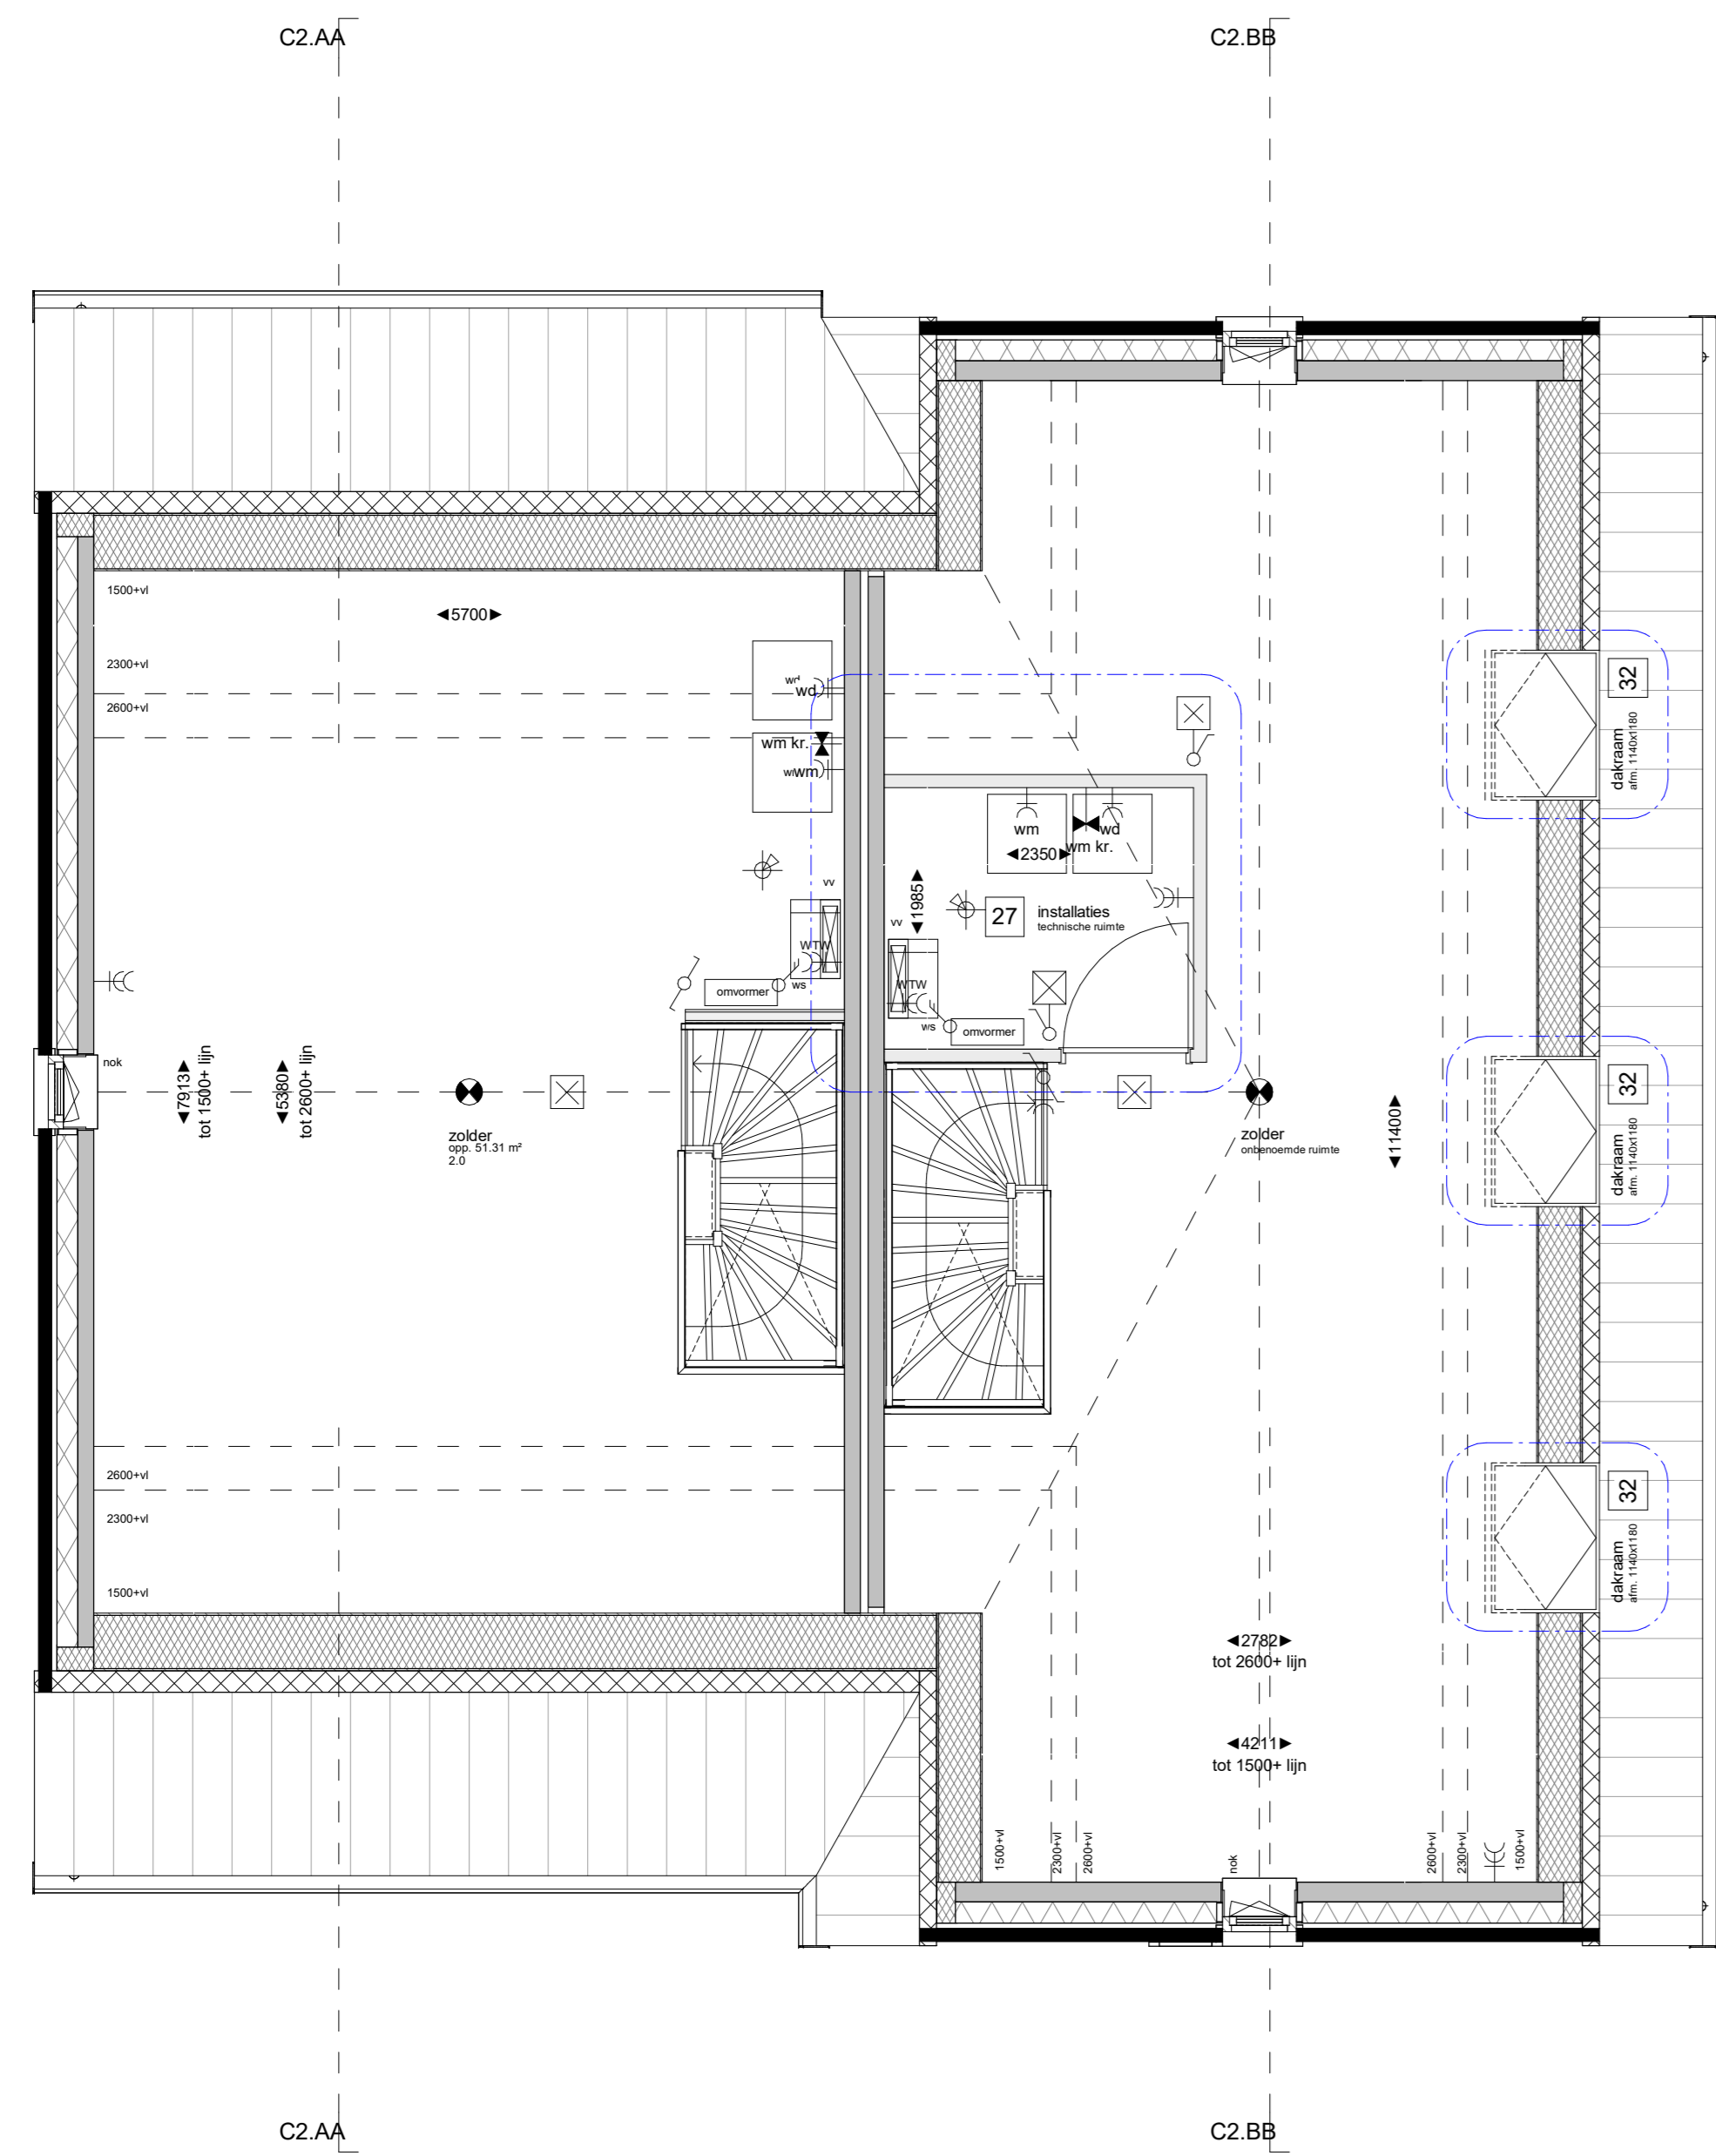 C2.AA
C2.BB
1500+vl
◄5700►
2300+vl
2600+vl
wd
wd
wm kr.
wm
wm
32
dakraam
afm. 1140x1180
wm
wd
wm kr.
◄2350►
◄1985►
27
installaties
technische ruimte
vv
vv
WTW
WTW
ws
ws
omvormer
omvormer
nok
◄7913►
tot 1500+ lijn
◄5380►
tot 2600+ lijn
zolder
opp. 51.31 m²
2.0
zolder
onbenoemde ruimte
◄11400►
32
dakraam
afm. 1140x1180
2600+vl
2300+vl
1500+vl
32
dakraam
afm. 1140x1180
◄2782►
tot 2600+ lijn
◄4211►
tot 1500+ lijn
1500+vl
2300+vl
2600+vl
nok
2600+vl
2300+vl
1500+vl
C2.AA
C2.BB